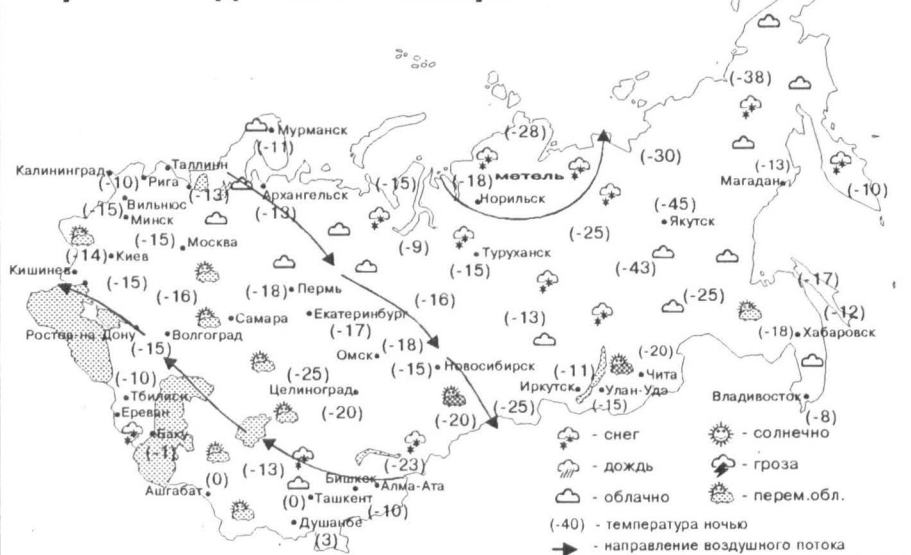 (-38)
Мурманск
(-11)
(-28)
(-30)
Калининград
Таллинн
(-10)
Рига
(-13)
(-15)
(-18)
метель
(-13)
Магадан
(-10)
Архангельск
(-13)
Норильск
Вильнюс
(-15)
Минск
(-45)
Якутск
(-15)
Москва
(-9)
(-25)
(-14)
Киев
Туруханск
(-15)
(-43)
Кишинев
(-15)
(-17)
(-16)
(-18)
Пермь
(-16)
(-25)
(-12)
Самара
Екатеринбург
(-13)
Ростов-на-Дону
Волгоград
(-17)
(-18)
Хабаровск
(-15)
Омск
(-18)
(-20)
(-15)
Новосибирск
(-11)
Чита
(-10)
(-25)
Целиноград
Иркутск
Улан-Удэ
(-15)
Тбилиси
(-20)
(-20)
(-25)
Владивосток
Ереван
(-8)
Баку
(-1)
- снег
- солнечно
(-13)
(-23)
- дождь
- гроза
(0)
Бишкек
Алма-Ата
Ашгабат
(0)
Ташкент
(-10)
- облачно
- перем.обл.
Душанбе
(3)
(-40) - температура ночью
- направление воздушного потока